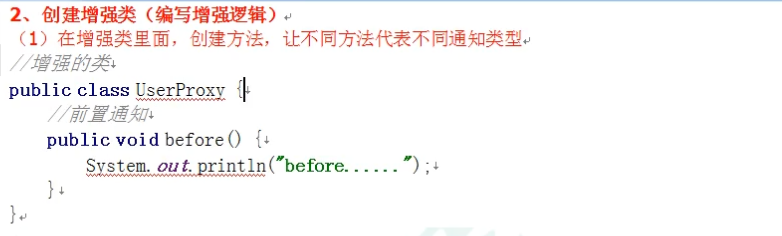 2、创建增强类（编写增强逻辑）
（1）在增强类里面，创建方法，让不同方法代表不同通知类型
//增强的类
public class UserProxy {
//前置通知
public void before() {
System.out.println("before......");
}
}